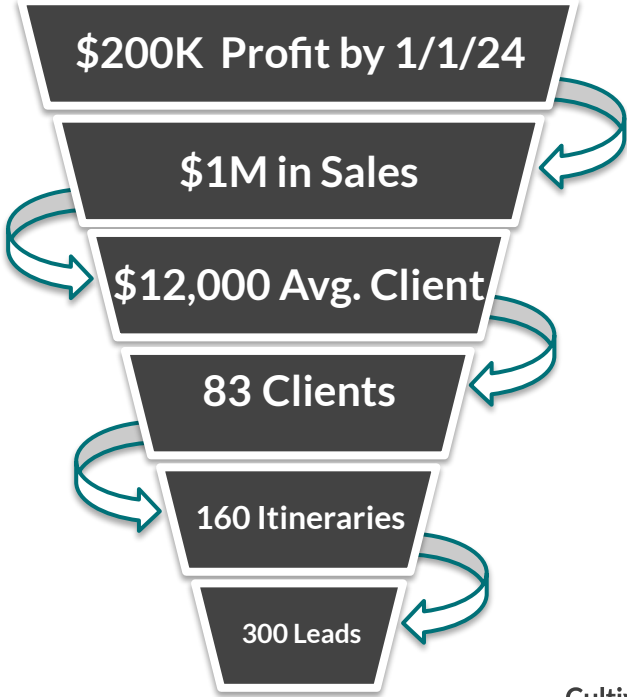 $200K Profit by 1/1/24
$1M in Sales
$12,000 Avg. Client
83 Clients
160 Itineraries
300 Leads